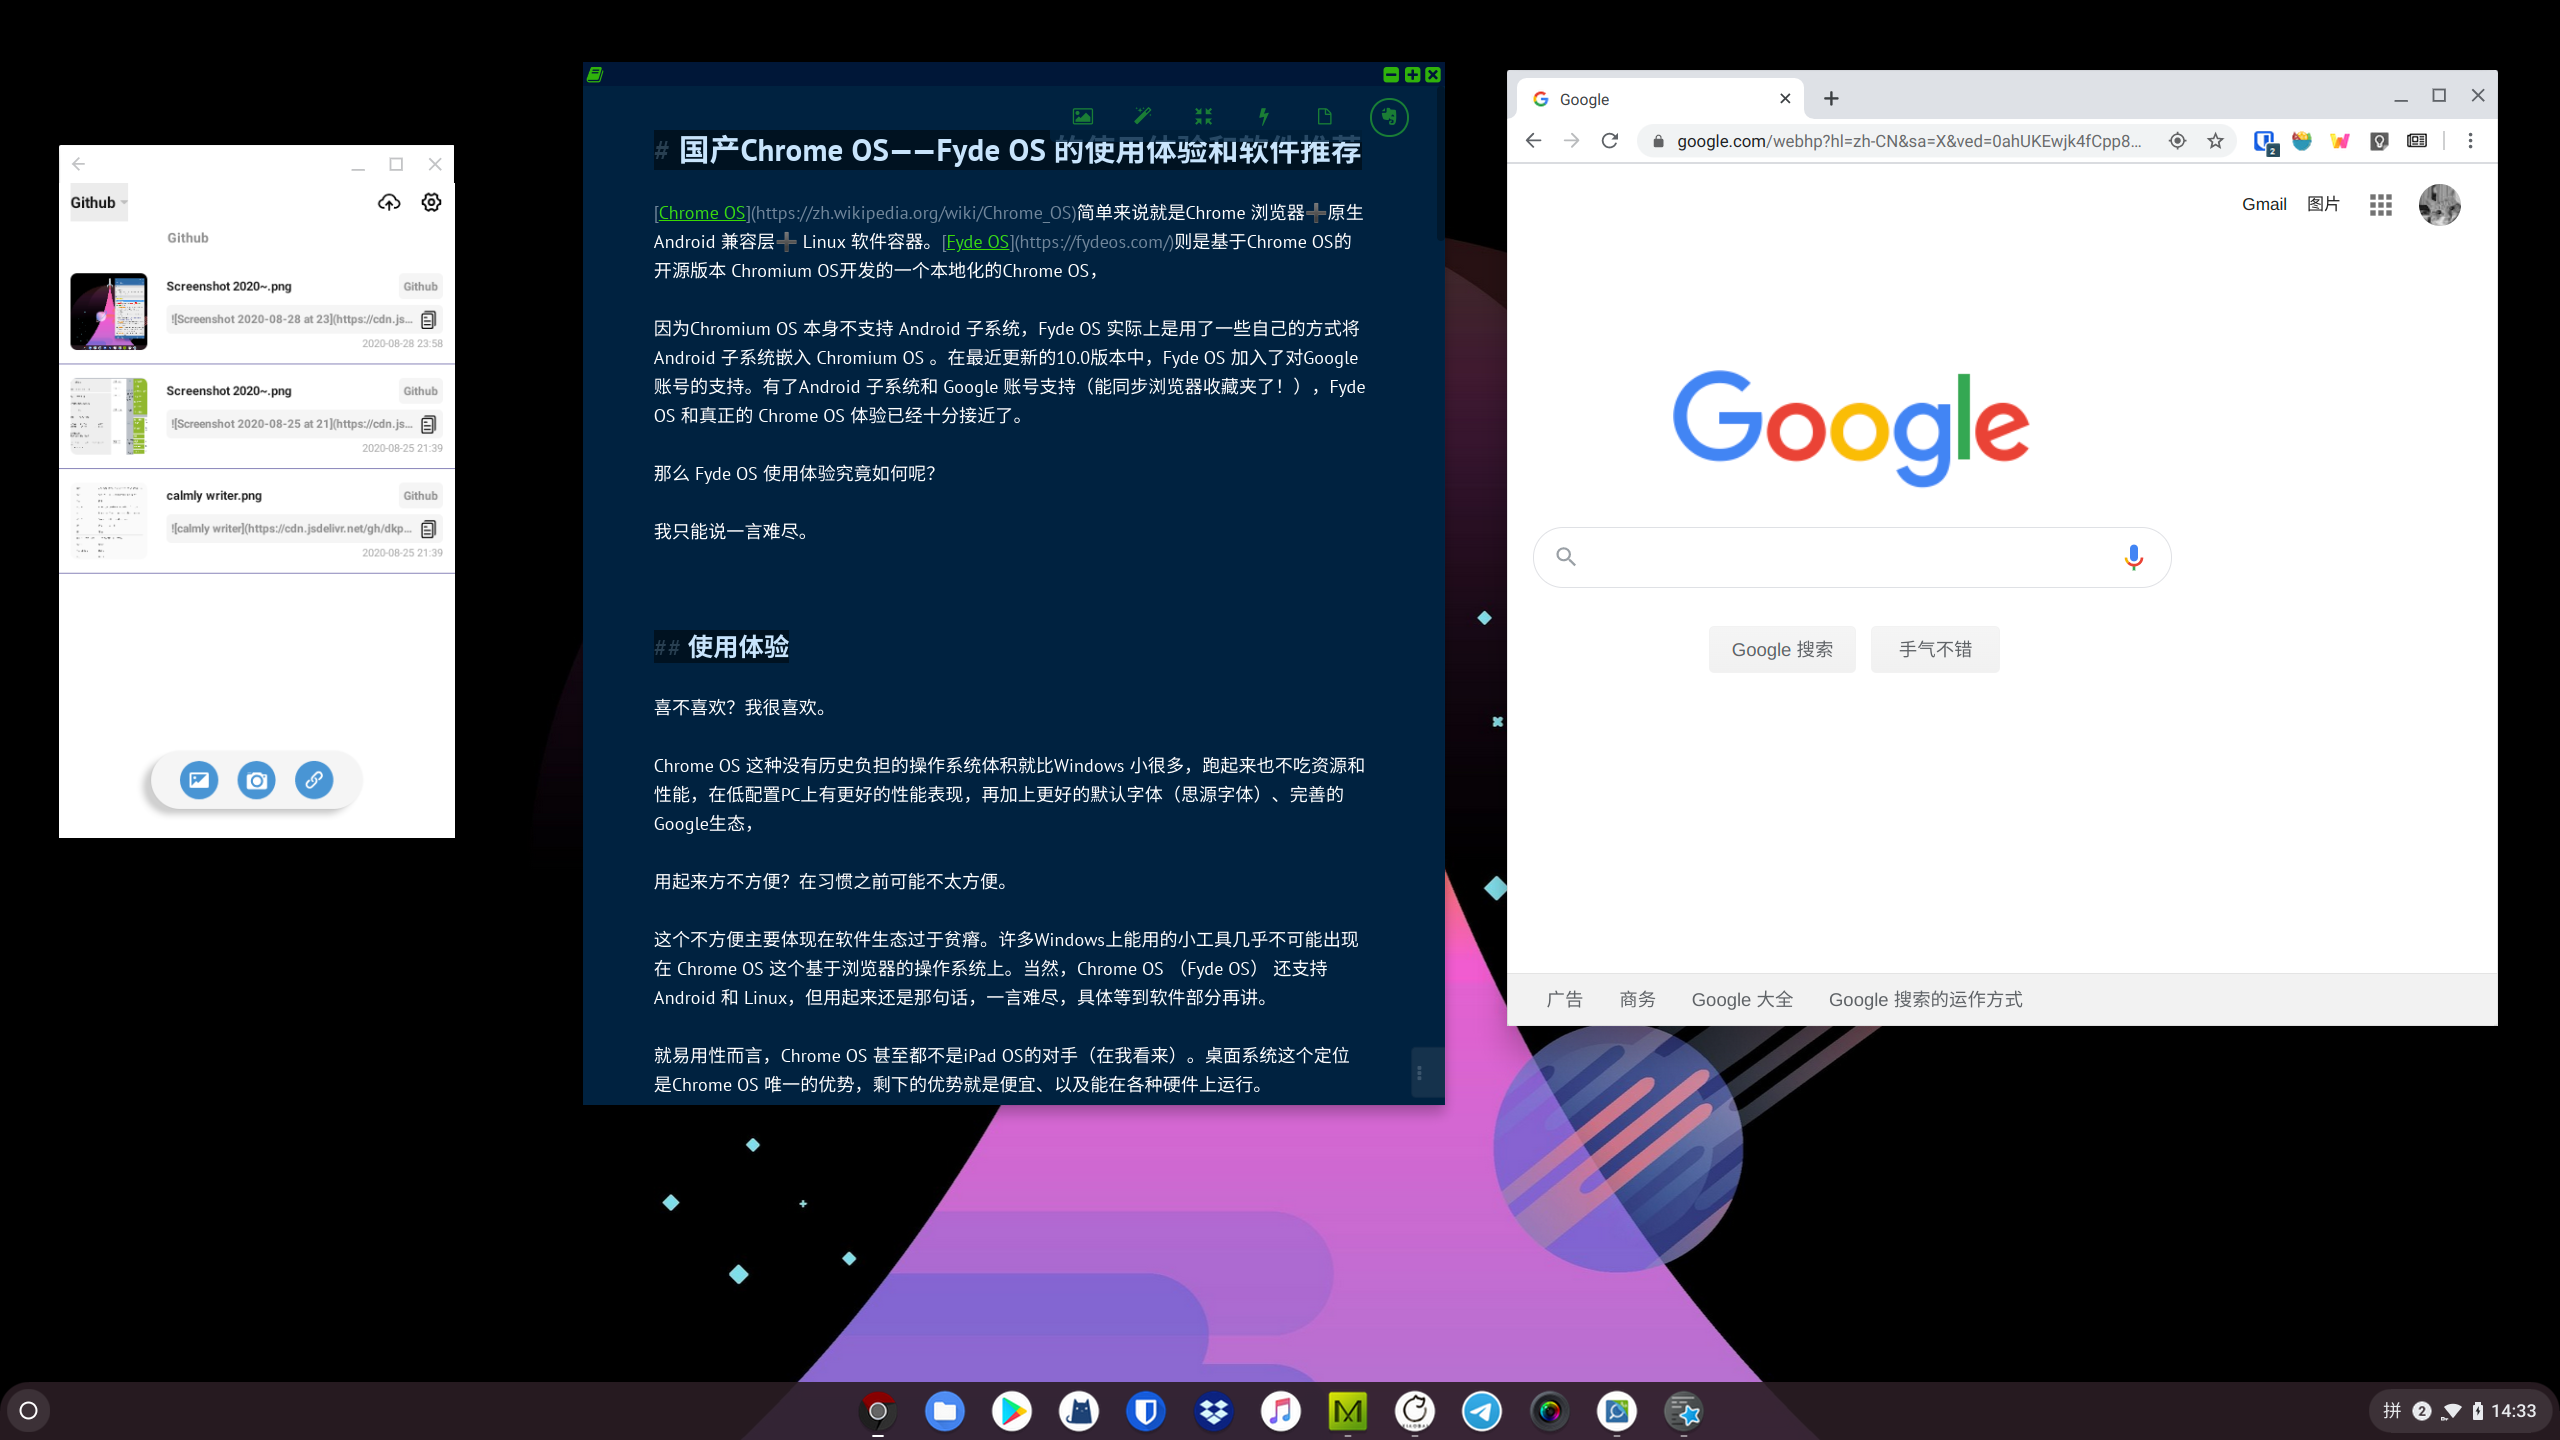 Github
Github
Screenshot 2020~.png
Github
![Screenshot 2020-08-28 at 23](https://cdn.js...
2020-08-28 23:58
Screenshot 2020~.png
Github
![Screenshot 2020-08-25 at 21](https://cdn.js...
2020-08-25 21:39
calmly writer.png
Github
![calmly writer](https://cdn.jsdelivr.net/gh/dkp...
2020-08-25 21:39
# 国产Chrome OS——Fyde OS 的使用体验和软件推荐
[Chrome OS](https://zh.wikipedia.org/wiki/Chrome_OS)简单来说就是Chrome 浏览器➕原生
Android 兼容层➕ Linux 软件容器。[Fyde OS](https://fydeos.com/)则是基于Chrome OS的
开源版本 Chromium OS开发的一个本地化的Chrome OS，
因为Chromium OS 本身不支持 Android 子系统，Fyde OS 实际上是用了一些自己的方式将
Android 子系统嵌入 Chromium OS 。在最近更新的10.0版本中，Fyde OS 加入了对Google
账号的支持。有了Android 子系统和 Google 账号支持（能同步浏览器收藏夹了！），Fyde
OS 和真正的 Chrome OS 体验已经十分接近了。
那么 Fyde OS 使用体验究竟如何呢？
我只能说一言难尽。
## 使用体验
喜不喜欢？我很喜欢。
Chrome OS 这种没有历史负担的操作系统体积就比Windows 小很多，跑起来也不吃资源和
性能，在低配置PC上有更好的性能表现，再加上更好的默认字体（思源字体）、完善的
Google生态，
用起来方不方便？在习惯之前可能不太方便。
这个不方便主要体现在软件生态过于贫瘠。许多Windows上能用的小工具几乎不可能出现
在 Chrome OS 这个基于浏览器的操作系统上。当然，Chrome OS （Fyde OS） 还支持
Android 和 Linux，但用起来还是那句话，一言难尽，具体等到软件部分再讲。
就易用性而言，Chrome OS 甚至都不是iPad OS的对手（在我看来）。桌面系统这个定位
是Chrome OS 唯一的优势，剩下的优势就是便宜、以及能在各种硬件上运行。
Google
google.com/webhp?hl=zh-CN&sa=X&ved=0ahUKEwjk4fCpp8...
2
Gmail 图片
Google
Google 搜索 手气不错
广告 商务 Google 大全 Google 搜索的运作方式
拼 2 14:33